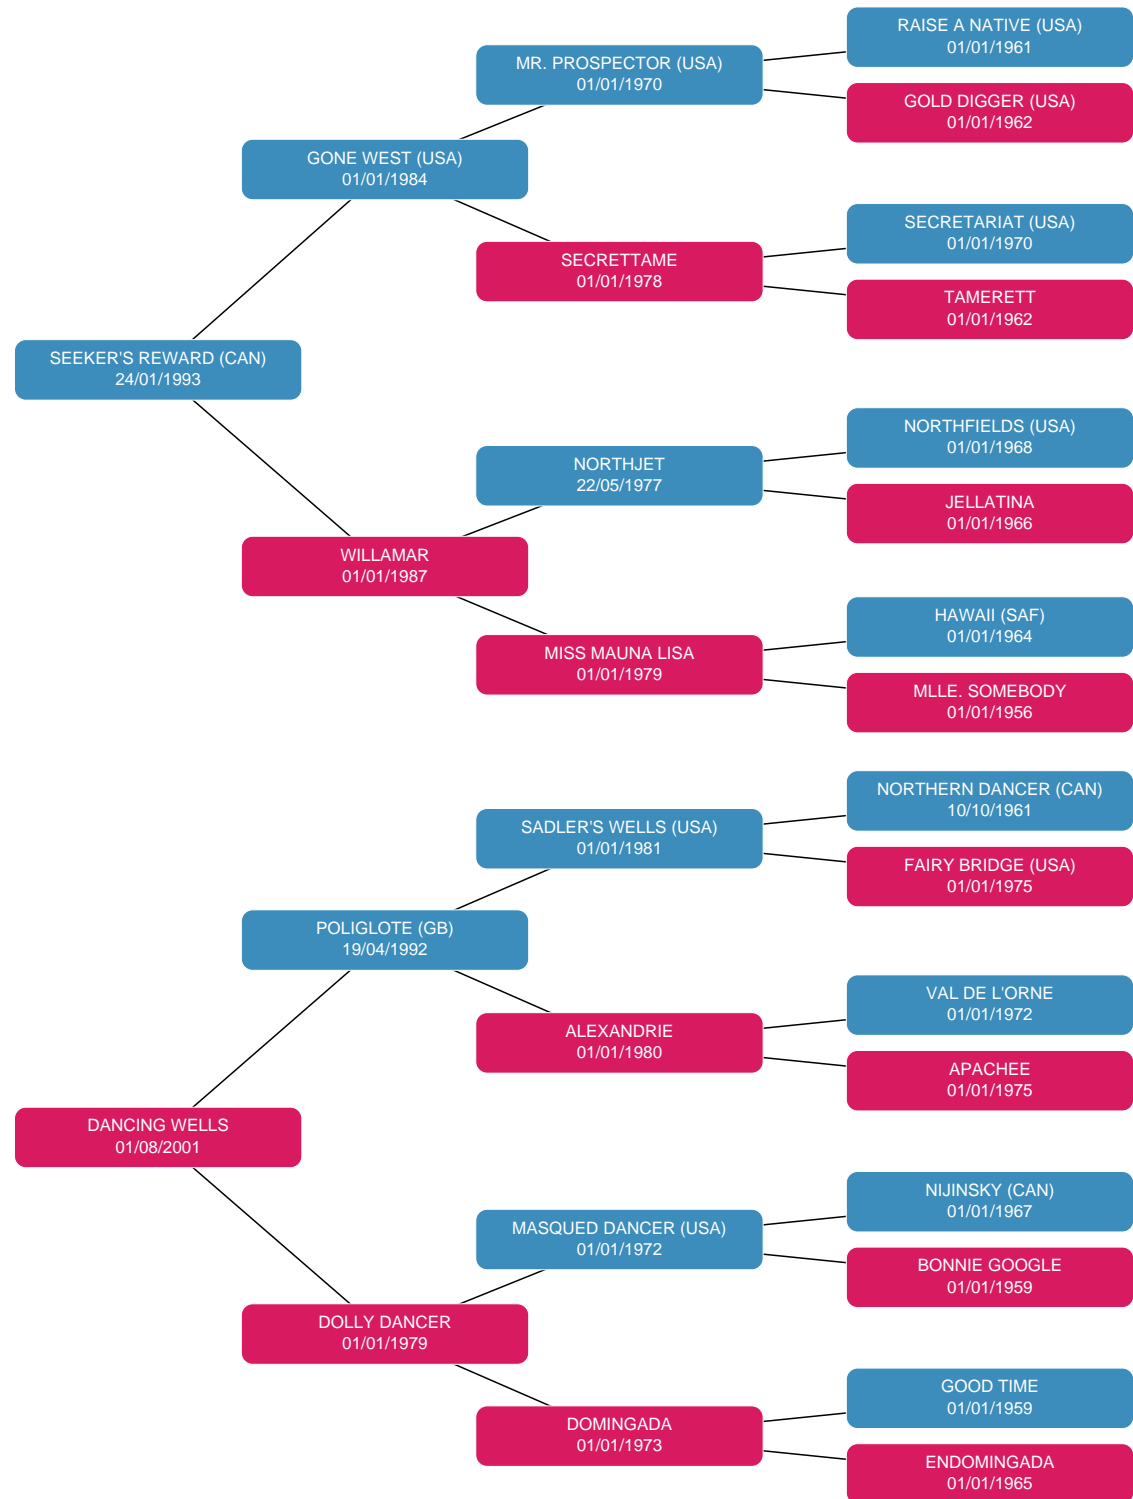 RAISE A NATIVE (USA)
01/01/1961
MR. PROSPECTOR (USA)
01/01/1970
GOLD DIGGER (USA)
01/01/1962
GONE WEST (USA)
01/01/1984
SECRETARIAT (USA)
01/01/1970
SECRETTAME
01/01/1978
TAMERETT
01/01/1962
SEEKER'S REWARD (CAN)
24/01/1993
NORTHFIELDS (USA)
01/01/1968
NORTHJET
22/05/1977
JELLATINA
01/01/1966
WILLAMAR
01/01/1987
HAWAII (SAF)
01/01/1964
MISS MAUNA LISA
01/01/1979
MLLE. SOMEBODY
01/01/1956
NORTHERN DANCER (CAN)
10/10/1961
SADLER'S WELLS (USA)
01/01/1981
FAIRY BRIDGE (USA)
01/01/1975
POLIGLOTE (GB)
19/04/1992
VAL DE L'ORNE
01/01/1972
ALEXANDRIE
01/01/1980
APACHEE
01/01/1975
DANCING WELLS
01/08/2001
NIJINSKY (CAN)
01/01/1967
MASQUED DANCER (USA)
01/01/1972
BONNIE GOOGLE
01/01/1959
DOLLY DANCER
01/01/1979
GOOD TIME
01/01/1959
DOMINGADA
01/01/1973
ENDOMINGADA
01/01/1965